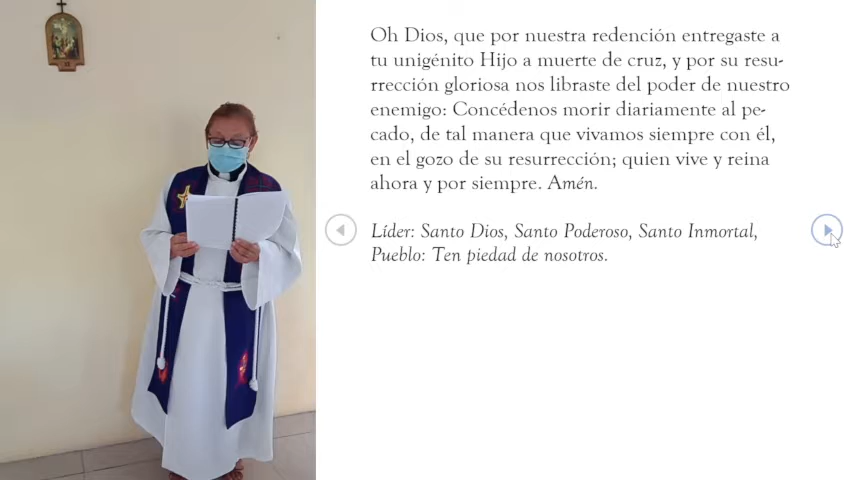 Oh Dios, que por nuestra redención entregaste a
tu unigénito Hijo a muerte de cruz, y por su resu-
rrección gloriosa nos libraste del poder de nuestro
enemigo: Concédenos morir diariamente al pe-
cado, de tal manera que vivamos siempre con él,
en el gozo de su resurrección; quien vive y reina
ahora y por siempre. Amén.
Líder: Santo Dios, Santo Poderoso, Santo Inmortal,
Pueblo: Ten piedad de nosotros.